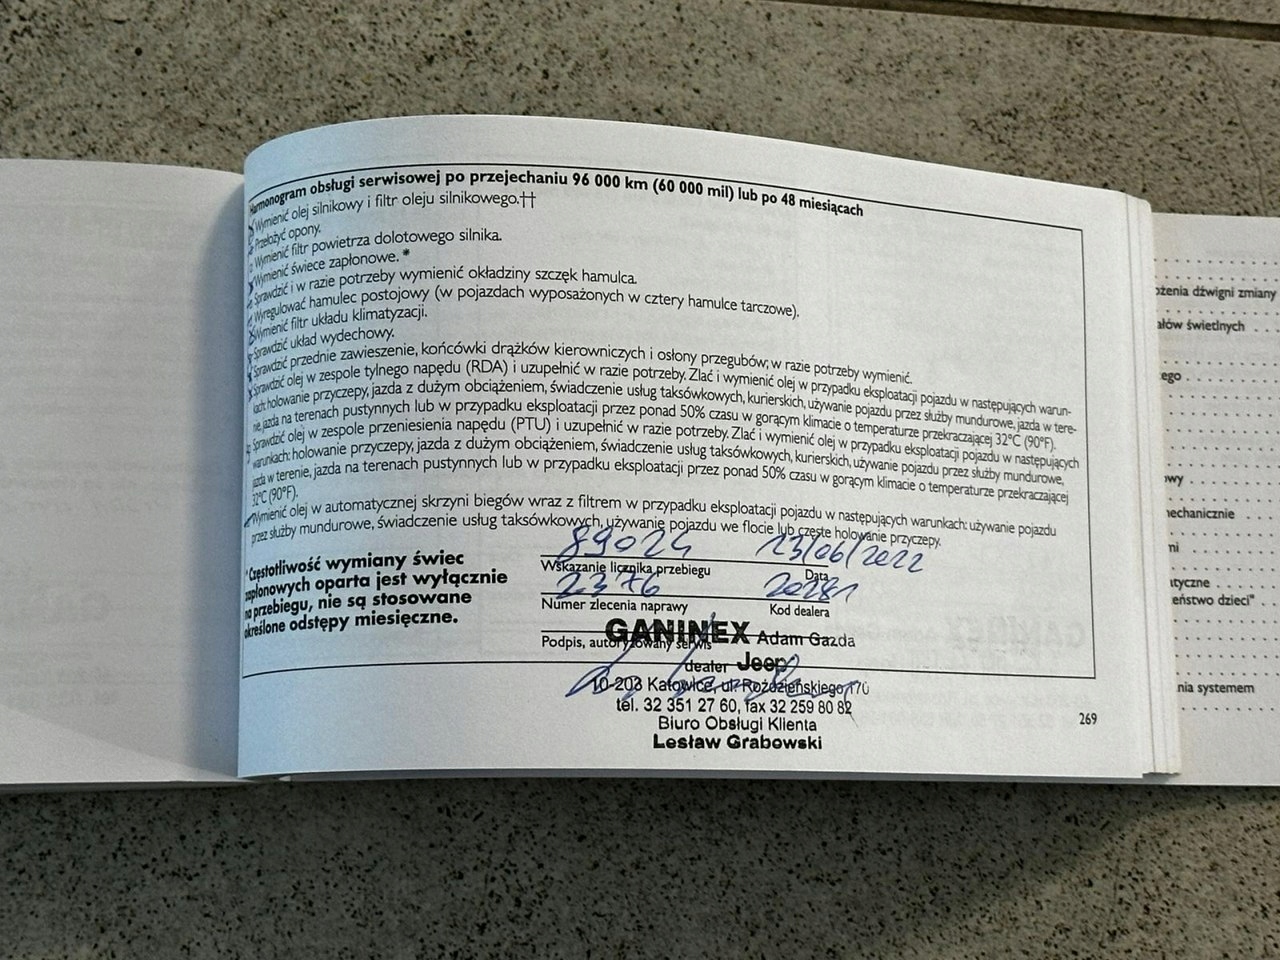 Harmonogram obsługi serwisowej po przejechaniu 96 000 km (60 000 mil) lub po 48 miesiącach
Wymienić olej silnikowy i filtr oleju silnikowego.††
Przełożyć opony.
Wymienić filtr powietrza dolotowego silnika.
Wymienić świece zapłonowe. *
Sprawdzić i w razie potrzeby wymienić okładziny szczęk hamulca.
Wyregulować hamulec postojowy (w pojazdach wyposażonych w cztery hamulce tarczowe).
Wymienić filtr układu klimatyzacji.
Sprawdzić układ wydechowy.
Sprawdzić przednie zawieszenie, końcówki drążków kierowniczych i osłony przegubów; w razie potrzeby wymienić.
Sprawdzić olej w zespole tylnego napędu (RDA) i uzupełnić w razie potrzeby. Zlać i wymienić olej w przypadku eksploatacji pojazdu w następujących warun-
kach: holowanie przyczepy, jazda z dużym obciążeniem, świadczenie usług taksówkowych, kurierskich, używanie pojazdu przez służby mundurowe, jazda w tere-
nie, jazda na terenach pustynnych lub w przypadku eksploatacji przez ponad 50% czasu w gorącym klimacie o temperaturze przekraczającej 32°C (90°F).
Sprawdzić olej w zespole przeniesienia napędu (PTU) i uzupełnić w razie potrzeby. Zlać i wymienić olej w przypadku eksploatacji pojazdu w następujących
warunkach: holowanie przyczepy, jazda z dużym obciążeniem, świadczenie usług taksówkowych, kurierskich, używanie pojazdu przez służby mundurowe,
jazda w terenie, jazda na terenach pustynnych lub w przypadku eksploatacji przez ponad 50% czasu w gorącym klimacie o temperaturze przekraczającej
32°C (90°F).
Wymienić olej w automatycznej skrzyni biegów wraz z filtrem w przypadku eksploatacji pojazdu w następujących warunkach: używanie pojazdu
przez służby mundurowe, świadczenie usług taksówkowych, używanie pojazdu we flocie lub częste holowanie przyczepy.
* Częstotliwość wymiany świec
zapłonowych oparta jest wyłącznie
na przebiegu, nie są stosowane
określone odstępy miesięczne.
89024 13/06/2022
Wskazanie licznika przebiegu Data
2376 20281
Numer zlecenia naprawy Kod dealera
Podpis, autoryzowany serwis
GANINEX Adam Gazda
dealer Jeep
10-203 Katowice, ul. Roździeńskiego 170
tel. 32 351 27 60, fax 32 259 80 82
Biuro Obsługi Klienta
Lesław Grabowski
269
ożenia dźwigni zmiany
ałów świetlnych
ego
wy
mechanicznie
ni
atyczne
eństwo dzieci"
nia systemem